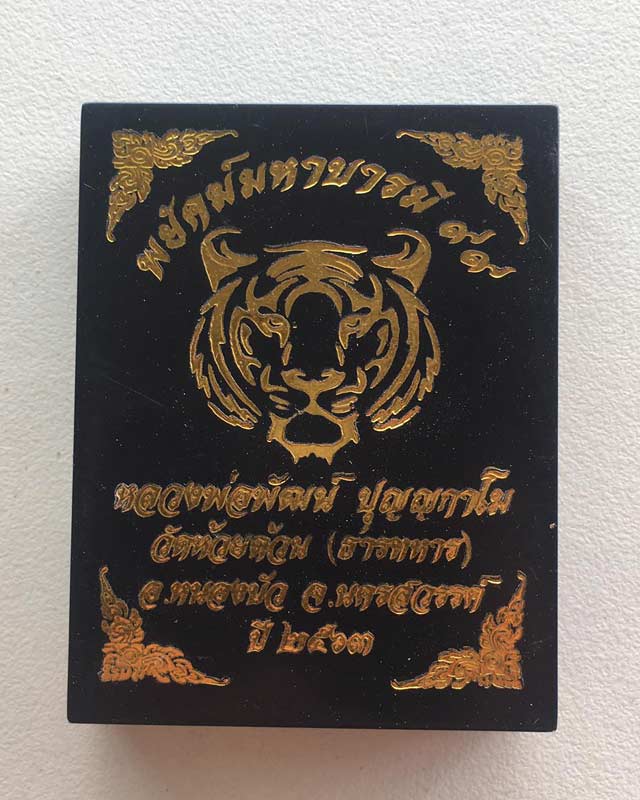 พยัคฆ์มหาบารมี ๙๙
หลวงพ่อพัฒน์ ปุญญกาโม
วัดห้วยด้วน (ธารทหาร)
อ.หนองบัว จ.นครสวรรค์
ปี ๒๕๖๓